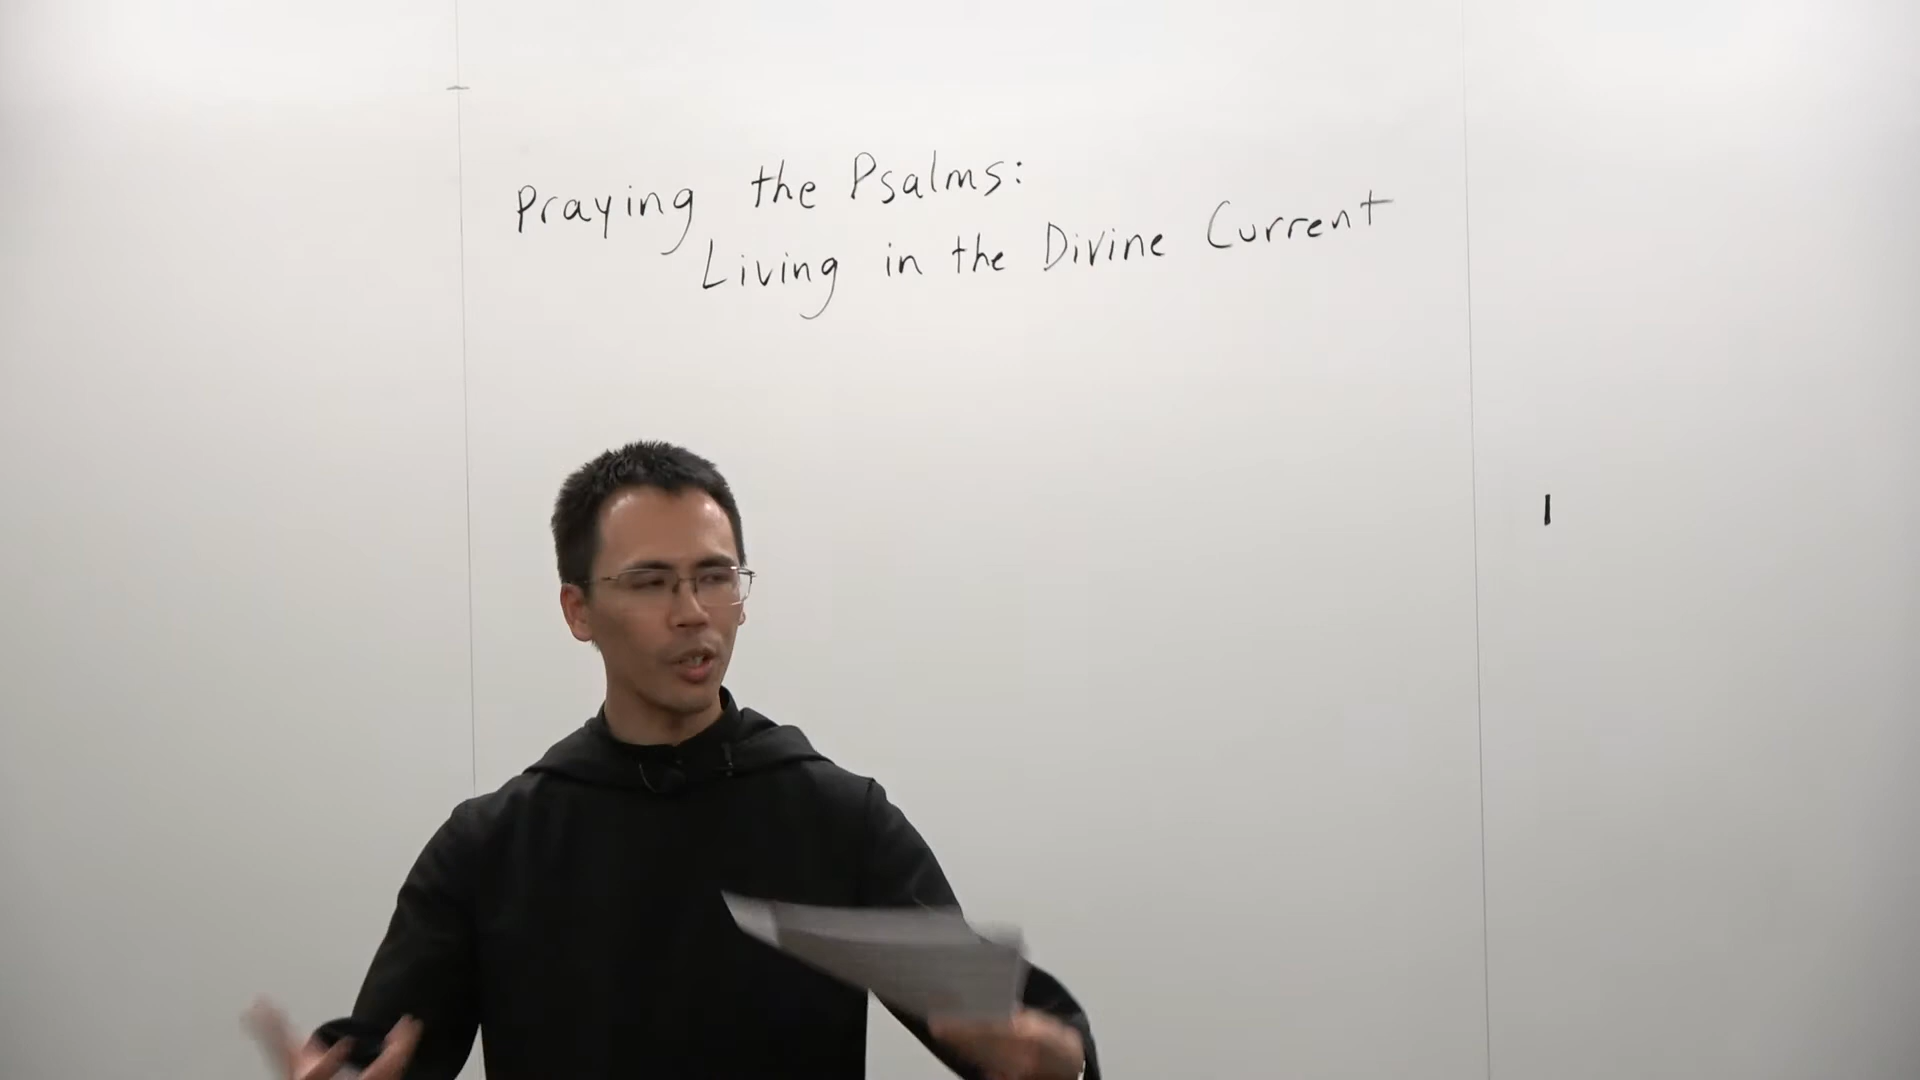 Praying the Psalms:
Living in the Divine Current